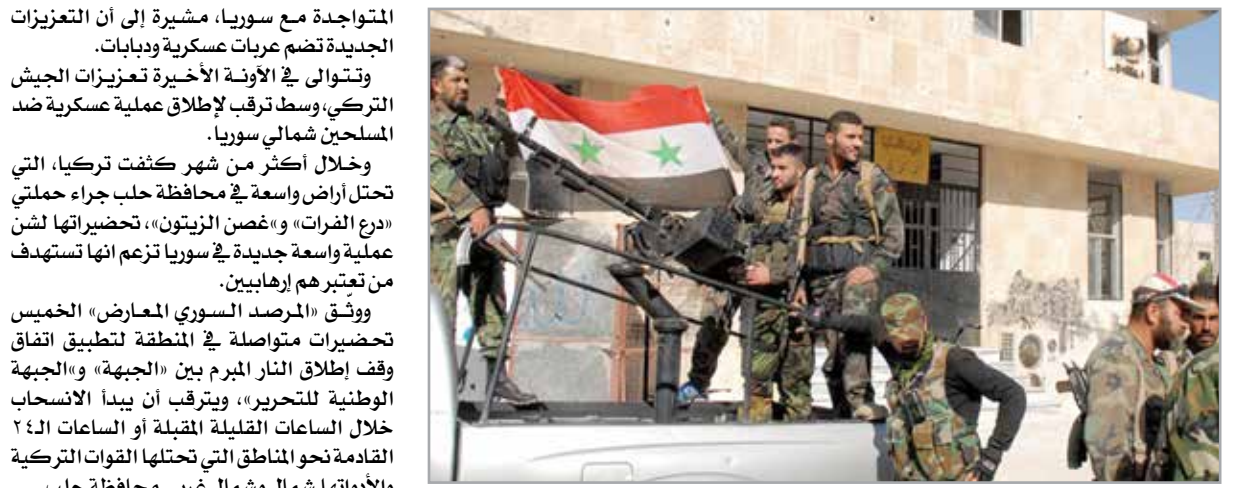 المتواجدة مع سوريا، مشيرة إلى أن التعزيزات
الجديدة تضم عربات عسكرية ودبابات.
وتتوالى في الآونة الأخيرة تعزيزات الجيش
التركي، وسط ترقب لإطلاق عملية عسكرية ضد
المسلحين شمالي سوريا.
وخلال أكثر من شهر كثفت تركيا، التي
تحتل أراض واسعة في محافظة حلب جراء حملتي
«درع الفرات» و»غصن الزيتون»، تحضيراتها لشن
عملية واسعة جديدة في سوريا تزعم انها تستهدف
من تعتبر هم إرهابيين.
ووثّق «المرصد السوري المعارض» الخميس
تحضيرات متواصلة في المنطقة لتطبيق اتفاق
وقف إطلاق النار المبرم بين «الجبهة» و»الجبهة
الوطنية للتحرير»، ويترقب أن يبدأ الانسحاب
خلال الساعات القليلة المقبلة أو الساعات الـ٢٤
القادمة نحو المناطق التي تحتلها القوات التركية